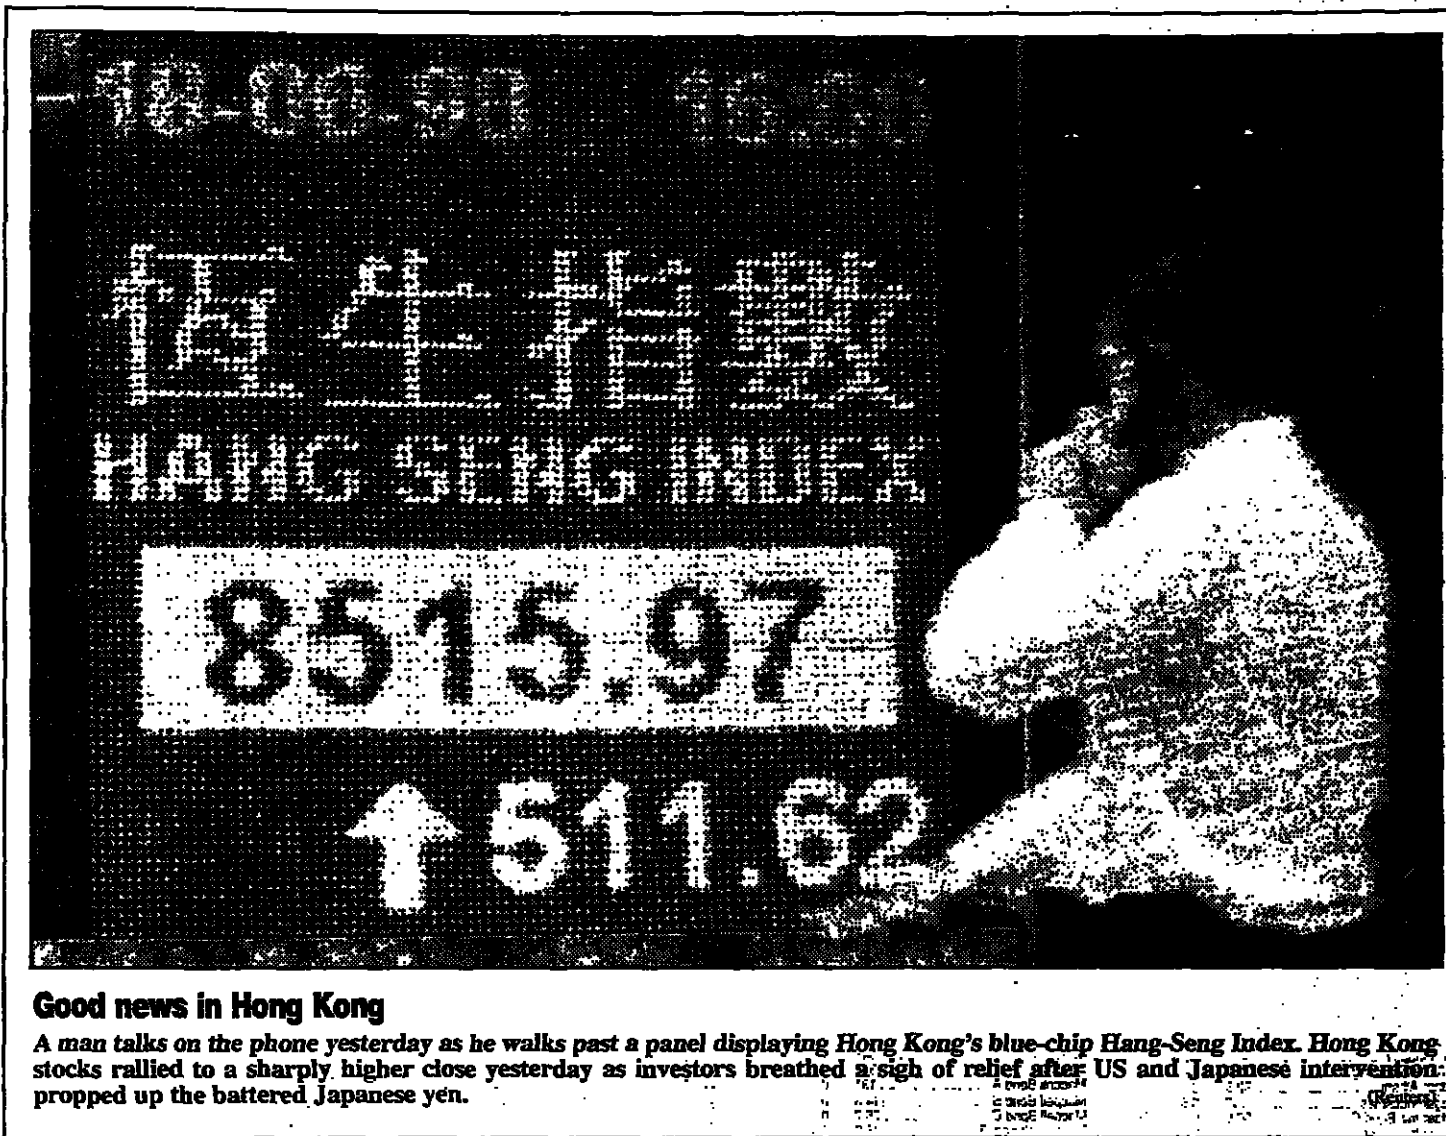 恒生指數
HANG SENG INDEX
8515.97
511.62
Good news in Hong Kong
A man talks on the phone yesterday as he walks past a panel displaying Hong Kong's blue-chip Hang-Seng Index. Hong Kong
stocks rallied to a sharply higher close yesterday as investors breathed a sigh of relief after US and Japanese intervention
propped up the battered Japanese yen.
(Reuters)